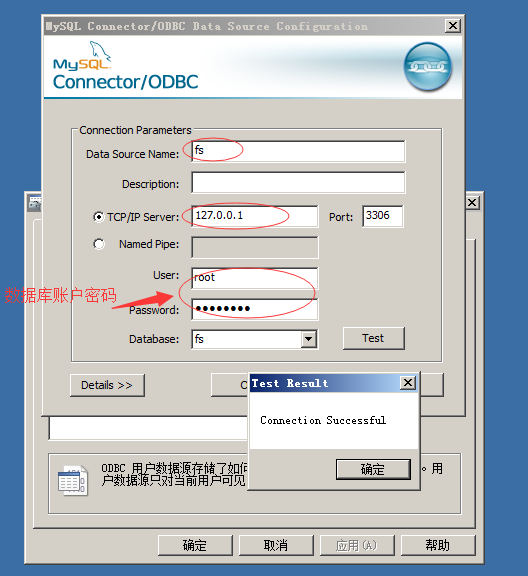 MySQL Connector/ODBC Data Source Configuration
MySQL
Connector/ODBC
Connection Parameters
Data Source Name: fs
Description:
TCP/IP Server: 127.0.0.1 Port: 3306
Named Pipe:
User: root
数据库账户密码
Password: ●●●●●●●●
Database: fs Test
Details >>
Test Result
Connection Successful
确定
ODBC 用户数据源存储了如何
。用
户数据源只对当前用户可见
确定 取消 应用(A) 帮助